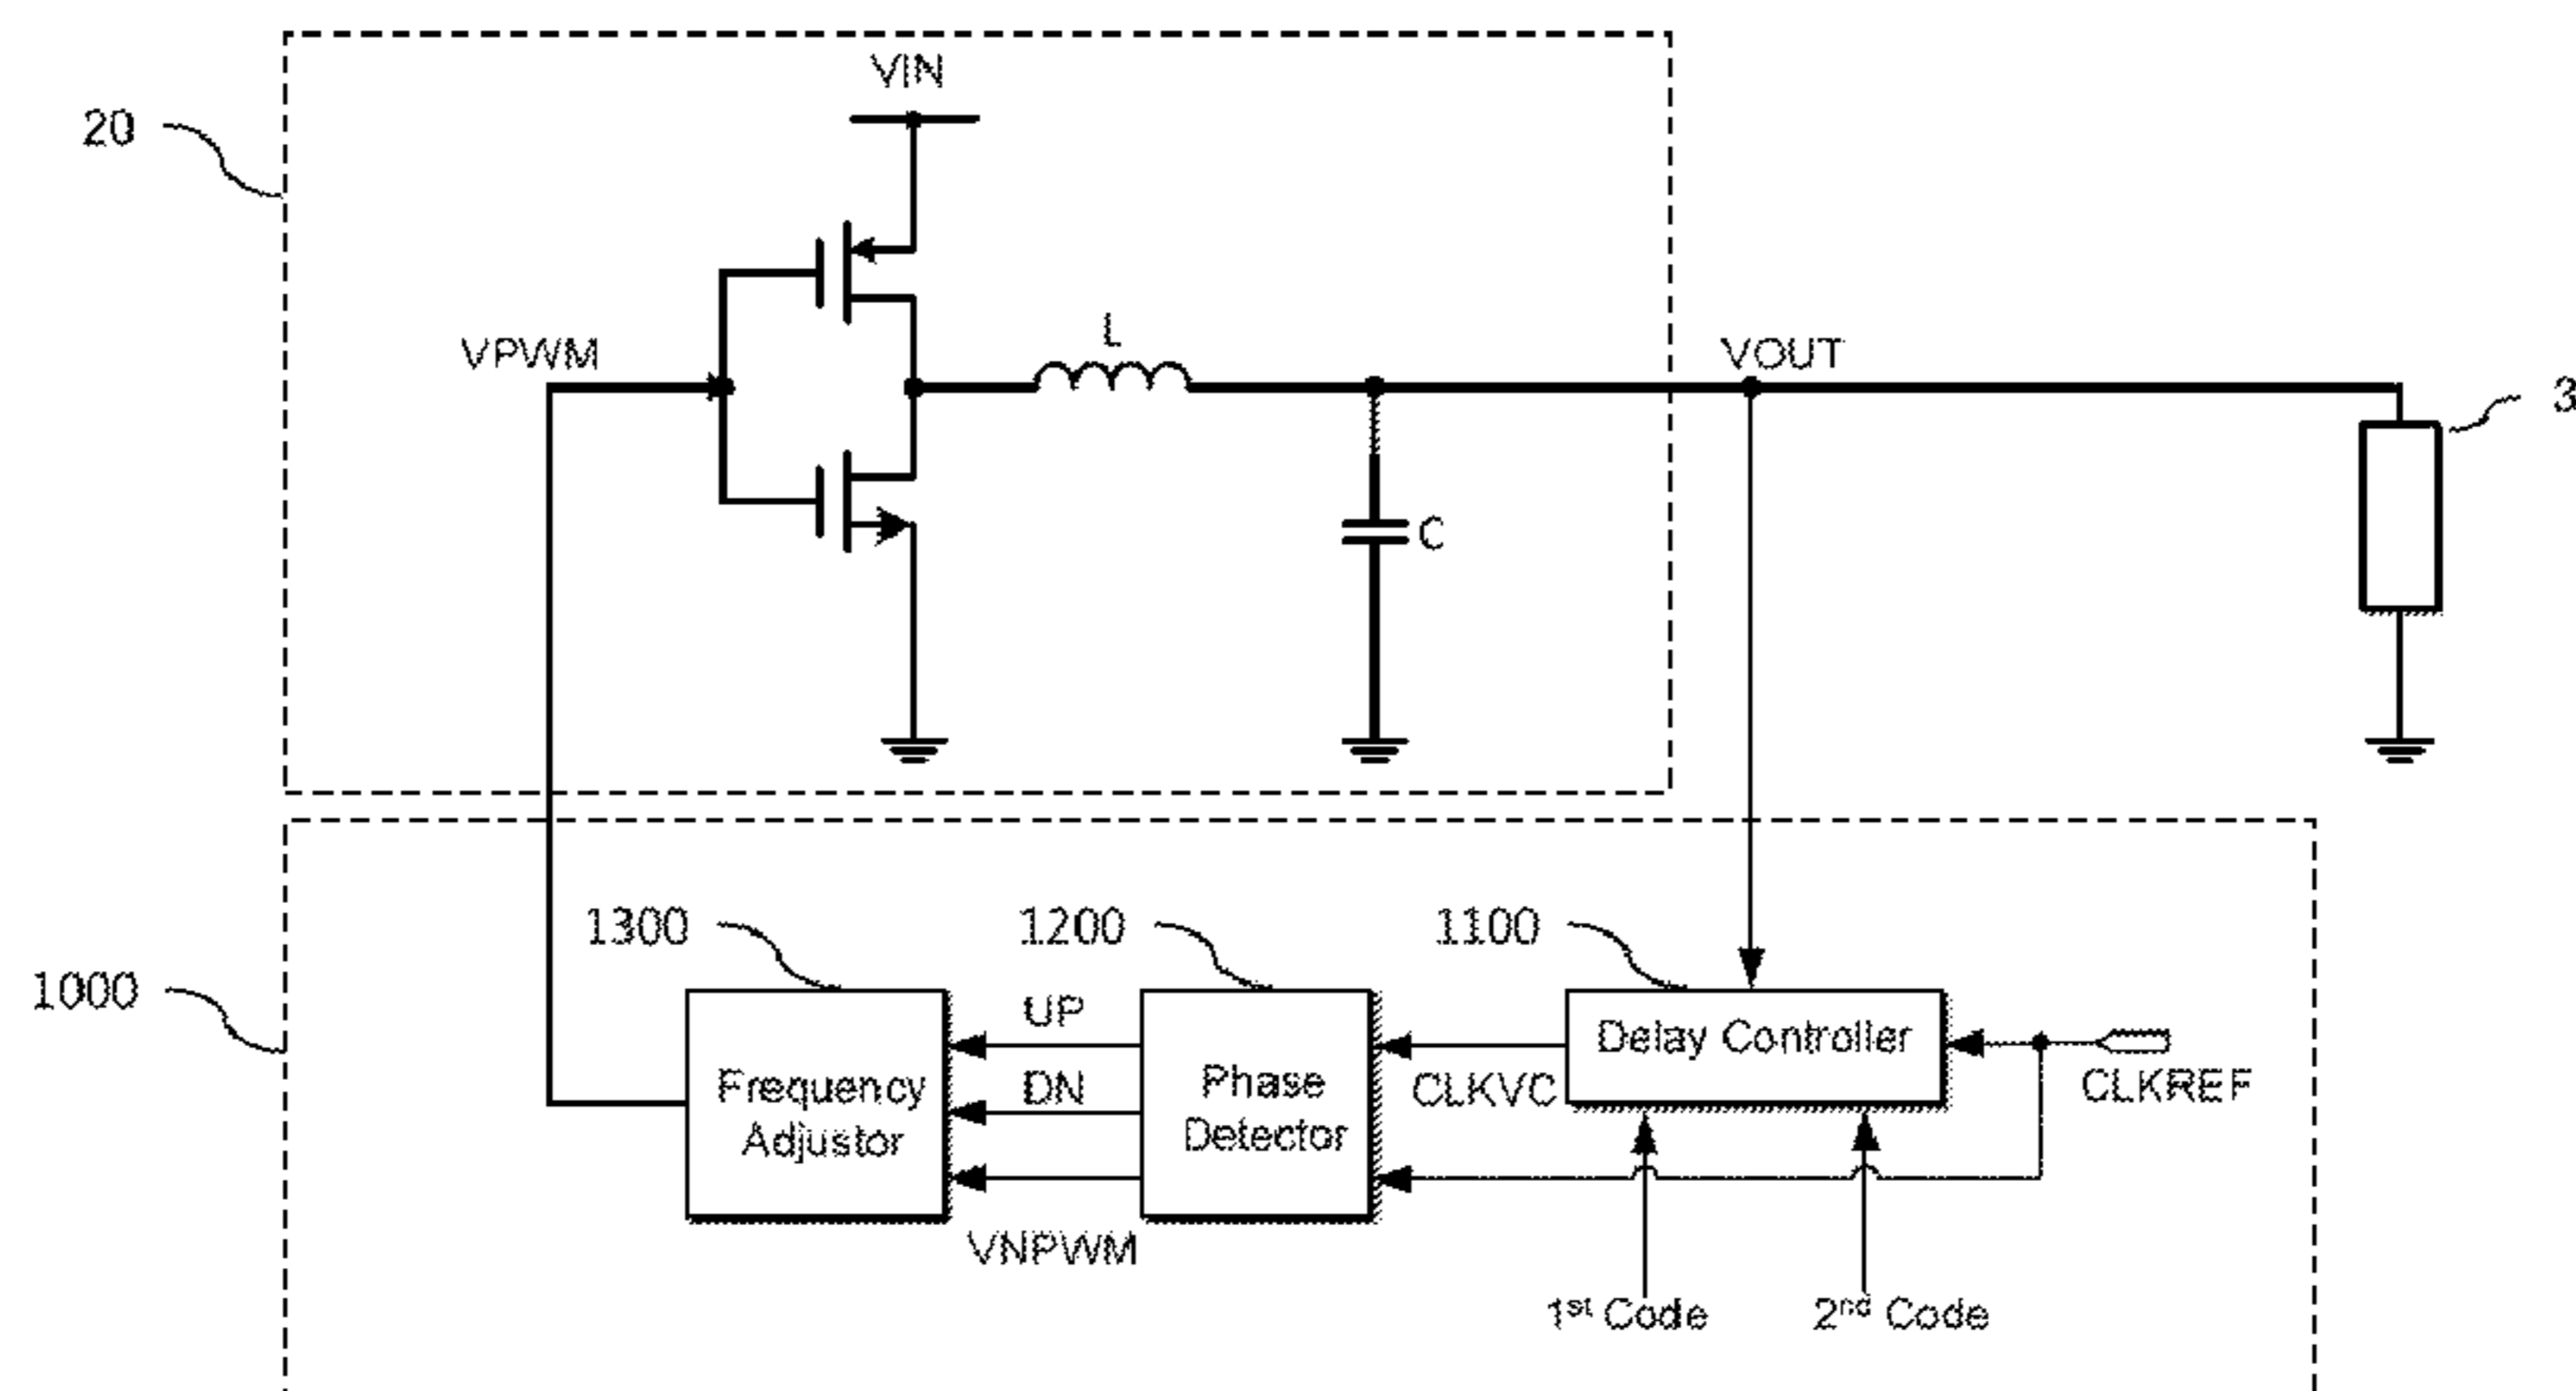 VIN
20
L
VPWM
VOUT
3
C
1300
1200
1100
1000
UP
Delay Controller
Frequency
Adjustor
DN
Phase
Detector
CLKVC
CLKREF
VNPWM
1st Code
2nd Code